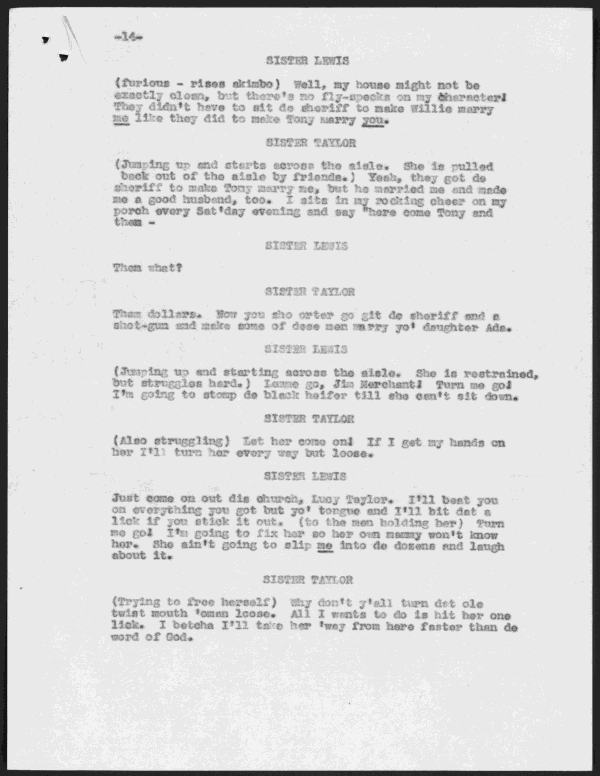 -14-
SISTER LEWIS
(furious - rises akimbo) Well, my house might not be
exactly clean, but there's no fly-specks on my character!
They didn't have to sit de sheriff to make Willie marry
me like they did to make Tony marry you.
SISTER TAYLOR
(Jumping up and starts across the aisle. She is pulled
back out of the aisle by friends.) Yeah, they got de
sheriff to make Tony marry me, but he married me and made
me a good husband, too. I sits in my rocking cheer on my
porch every Sat'day evening and say "here come Tony and
them -
SISTER LEWIS
Them what?
SISTER TAYLOR
Them dollars. Now you sho orter go git de sheriff and a
shot-gun and make some of dese men marry yo' daughter Ada.
SISTER LEWIS
(Jumping up and starting across the aisle. She is restrained,
but struggles hard.) Lemme go, Jim Merchant! Turn me go!
I'm going to stomp de black heifer till she can't sit down.
SISTER TAYLOR
(Also struggling) Let her come on! If I get my hands on
her I'll turn her every way but loose.
SISTER LEWIS
Just come on out dis church, Lucy Taylor. I'll beat you
on everything you got but yo' tongue and I'll hit dat a
lick if you stick it out. (to the men holding her) Turn
me go! I'm going to fix her so her own mammy won't know
her. She ain't going to slip me into de dozens and laugh
about it.
SISTER TAYLOR
(Trying to free herself) Why don't y'all turn dat ole
twist mouth 'oman loose. All I wants to do is hit her one
lick. I betcha I'll take her 'way from here faster than de
word of God.